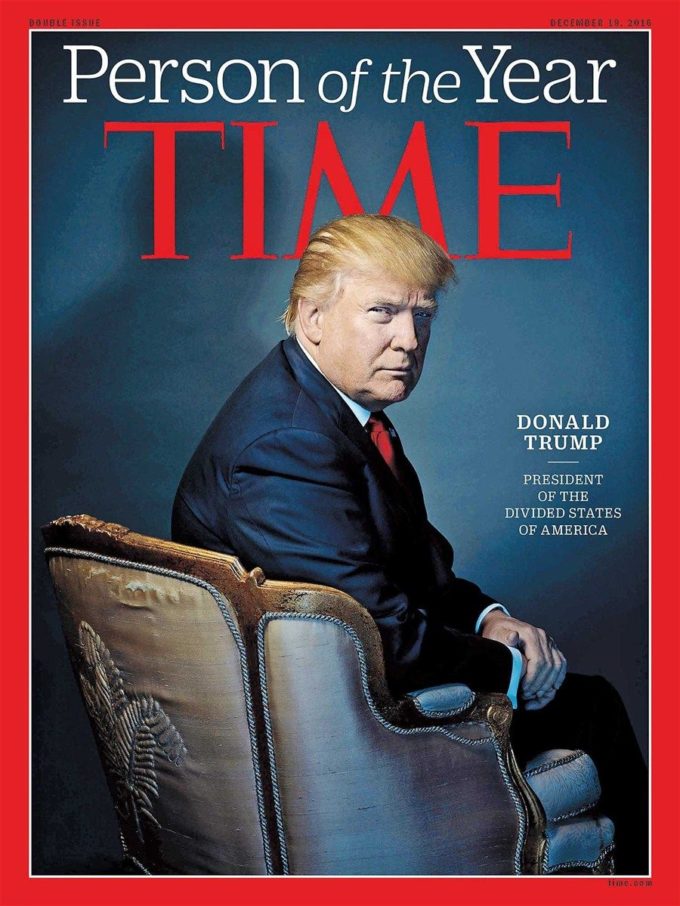 DOUBLE ISSUE
DECEMBER 19, 2016
Person of the Year
TIME
DONALD
TRUMP
PRESIDENT
OF THE
DIVIDED STATES
OF AMERICA
time.com